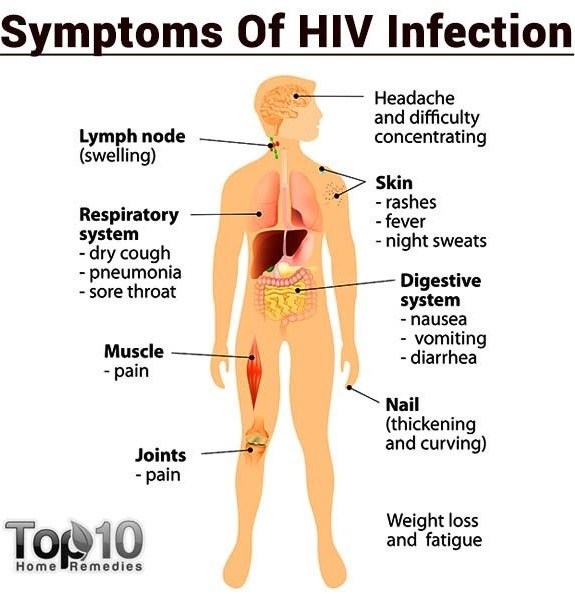 Symptoms Of HIV Infection
Headache
and difficulty
concentrating
Lymph node
(swelling)
Skin
- rashes
- fever
- night sweats
Respiratory
system
- dry cough
- pneumonia
- sore throat
Digestive
system
- nausea
- vomiting
- diarrhea
Muscle
- pain
Nail
(thickening
and curving)
Joints
- pain
Weight loss
and fatigue
Top10
Home Remedies